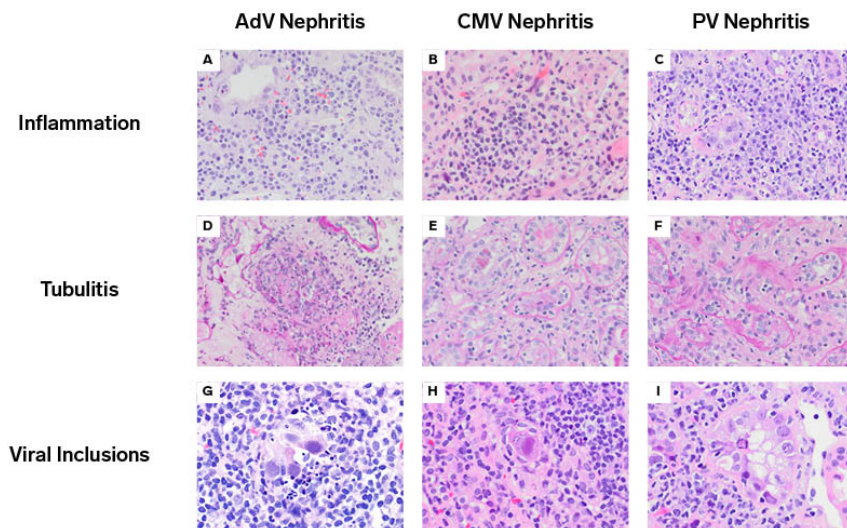 AdV Nephritis CMV Nephritis PV Nephritis
A B C
Inflammation
D E F
Tubulitis
G H I
Viral Inclusions